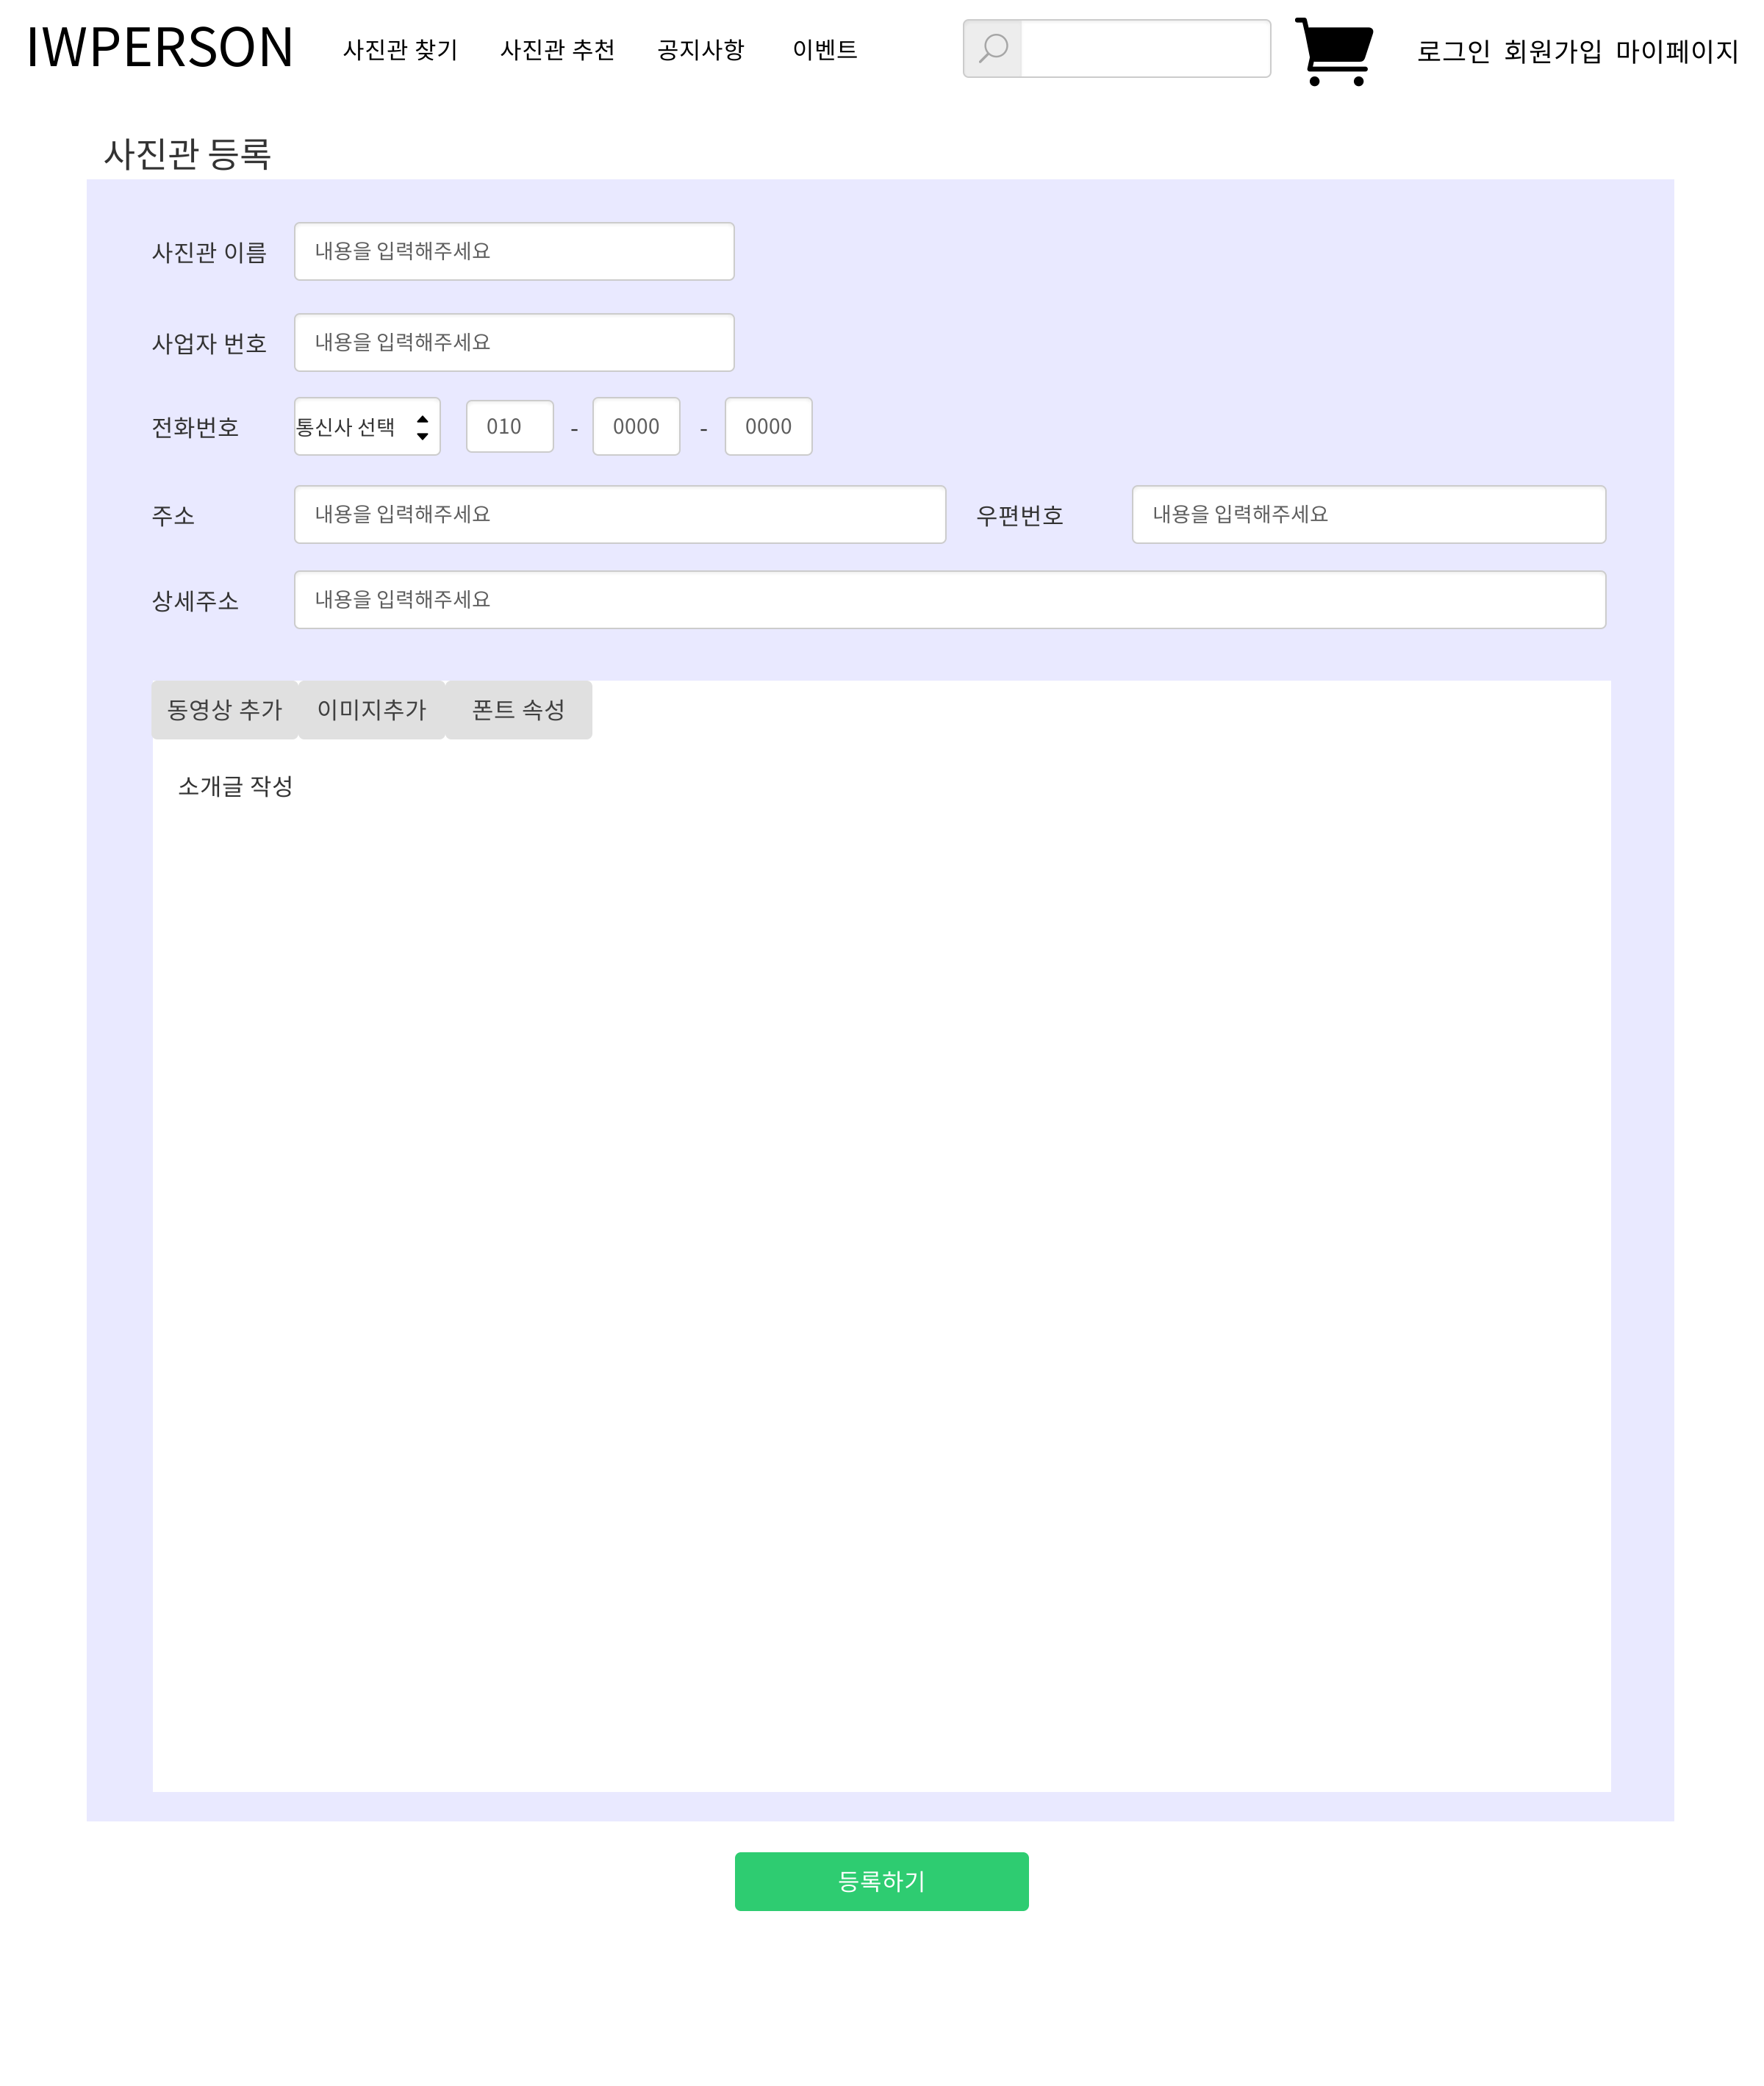 IWPERSON 사진관 찾기 사진관 추천 공지사항 이벤트 로그인 회원가입 마이페이지
사진관 등록
사진관 이름 내용을 입력해주세요
사업자 번호 내용을 입력해주세요
전화번호 통신사 선택 010 - 0000 - 0000
주소 내용을 입력해주세요 우편번호 내용을 입력해주세요
상세주소 내용을 입력해주세요
동영상 추가 이미지추가 폰트 속성
소개글 작성
등록하기